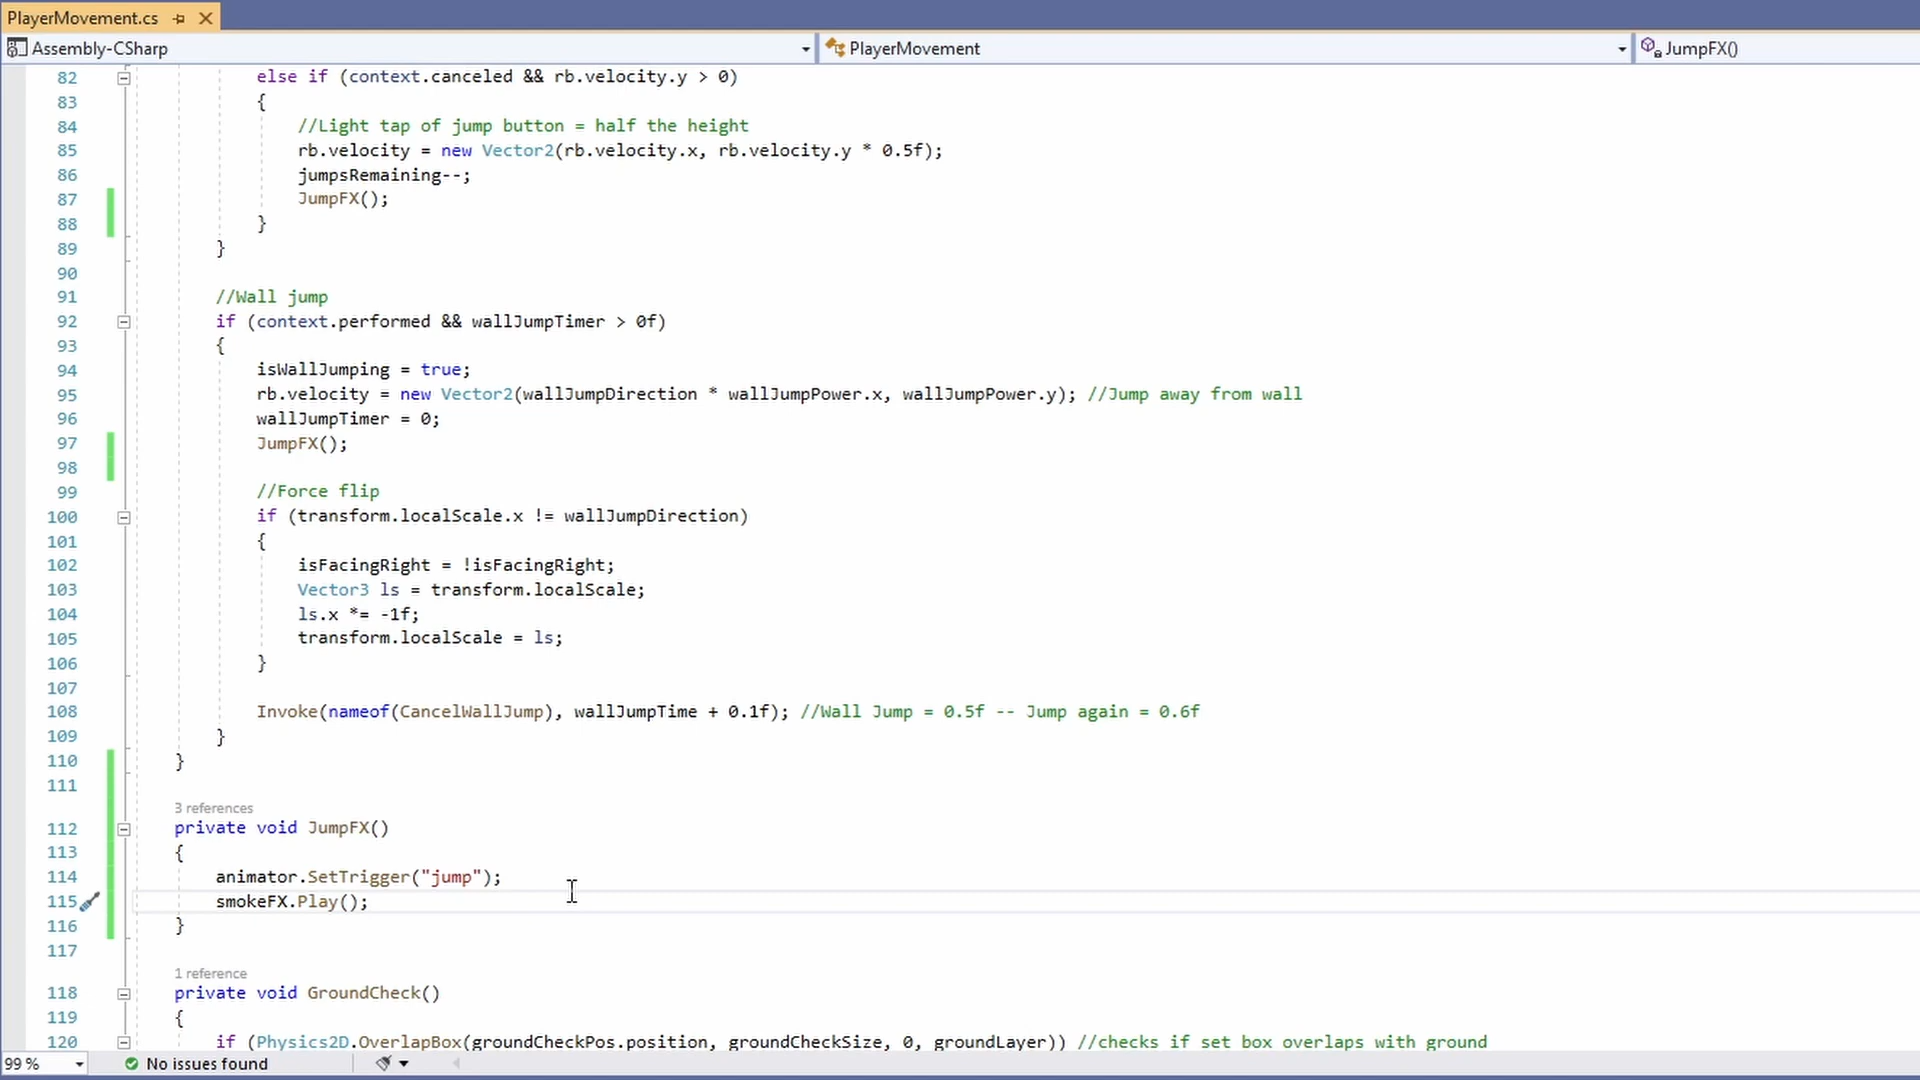 PlayerMovement.cs
Assembly-CSharp PlayerMovement JumpFX()
82 else if (context.canceled && rb.velocity.y > 0)
83 {
84 //Light tap of jump button = half the height
85 rb.velocity = new Vector2(rb.velocity.x, rb.velocity.y * 0.5f);
86 jumpsRemaining--;
87 JumpFX();
88 }
89 }
90
91 //Wall jump
92 if (context.performed && wallJumpTimer > 0f)
93 {
94 isWallJumping = true;
95 rb.velocity = new Vector2(wallJumpDirection * wallJumpPower.x, wallJumpPower.y); //Jump away from wall
96 wallJumpTimer = 0;
97 JumpFX();
98
99 //Force flip
100 if (transform.localScale.x != wallJumpDirection)
101 {
102 isFacingRight = !isFacingRight;
103 Vector3 ls = transform.localScale;
104 ls.x *= -1f;
105 transform.localScale = ls;
106 }
107
108 Invoke(nameof(CancelWallJump), wallJumpTime + 0.1f); //Wall Jump = 0.5f -- Jump again = 0.6f
109 }
110 }
111
3 references
112 private void JumpFX()
113 {
114 animator.SetTrigger("jump");
115 smokeFX.Play();
116 }
117
1 reference
118 private void GroundCheck()
119 {
120 if (Physics2D.OverlapBox(groundCheckPos.position, groundCheckSize, 0, groundLayer)) //checks if set box overlaps with ground
99 % No issues found